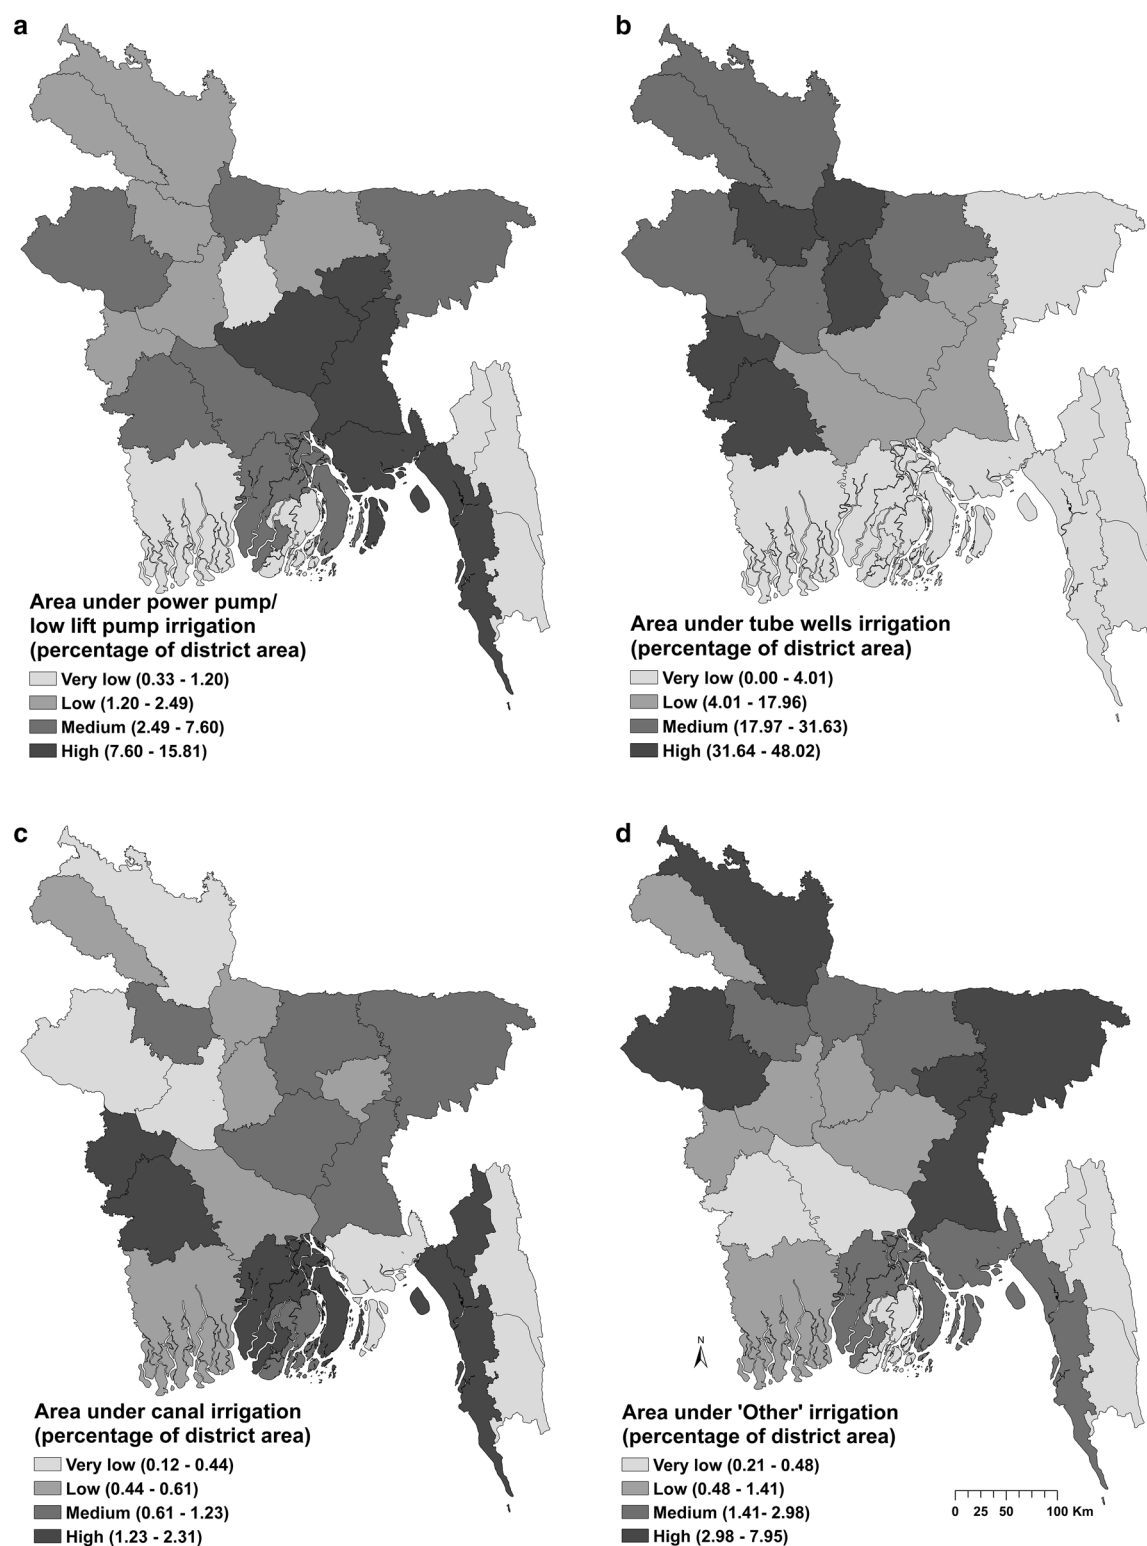 a
Area under power pump/
low lift pump irrigation
(percentage of district area)
Very low (0.33 - 1.20)
Low (1.20 - 2.49)
Medium (2.49 - 7.60)
High (7.60 - 15.81)
b
Area under tube wells irrigation
(percentage of district area)
Very low (0.00 - 4.01)
Low (4.01 - 17.96)
Medium (17.97 - 31.63)
High (31.64 - 48.02)
c
Area under canal irrigation
(percentage of district area)
Very low (0.12 - 0.44)
Low (0.44 - 0.61)
Medium (0.61 - 1.23)
High (1.23 - 2.31)
d
N
Area under 'Other' irrigation
(percentage of district area)
Very low (0.21 - 0.48)
Low (0.48 - 1.41)
Medium (1.41- 2.98)
High (2.98 - 7.95)
0 25 50 100 Km